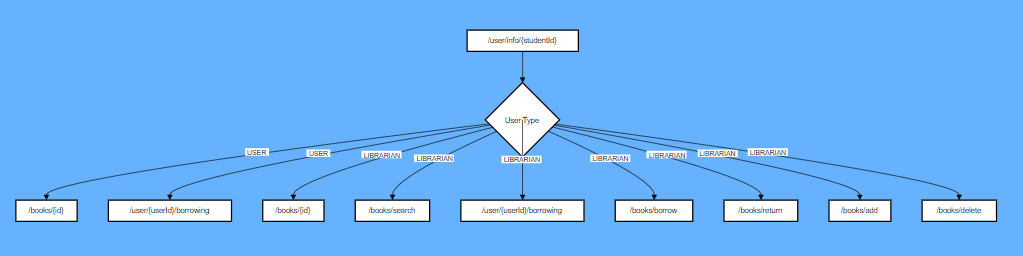 /user/info/{studentId}
User Type
USER
USER
LIBRARIAN
LIBRARIAN
LIBRARIAN
LIBRARIAN
LIBRARIAN
LIBRARIAN
LIBRARIAN
/books/{id}
/user/{userId}/borrowing
/books/{id}
/books/search
/user/{userId}/borrowing
/books/borrow
/books/return
/books/add
/books/delete